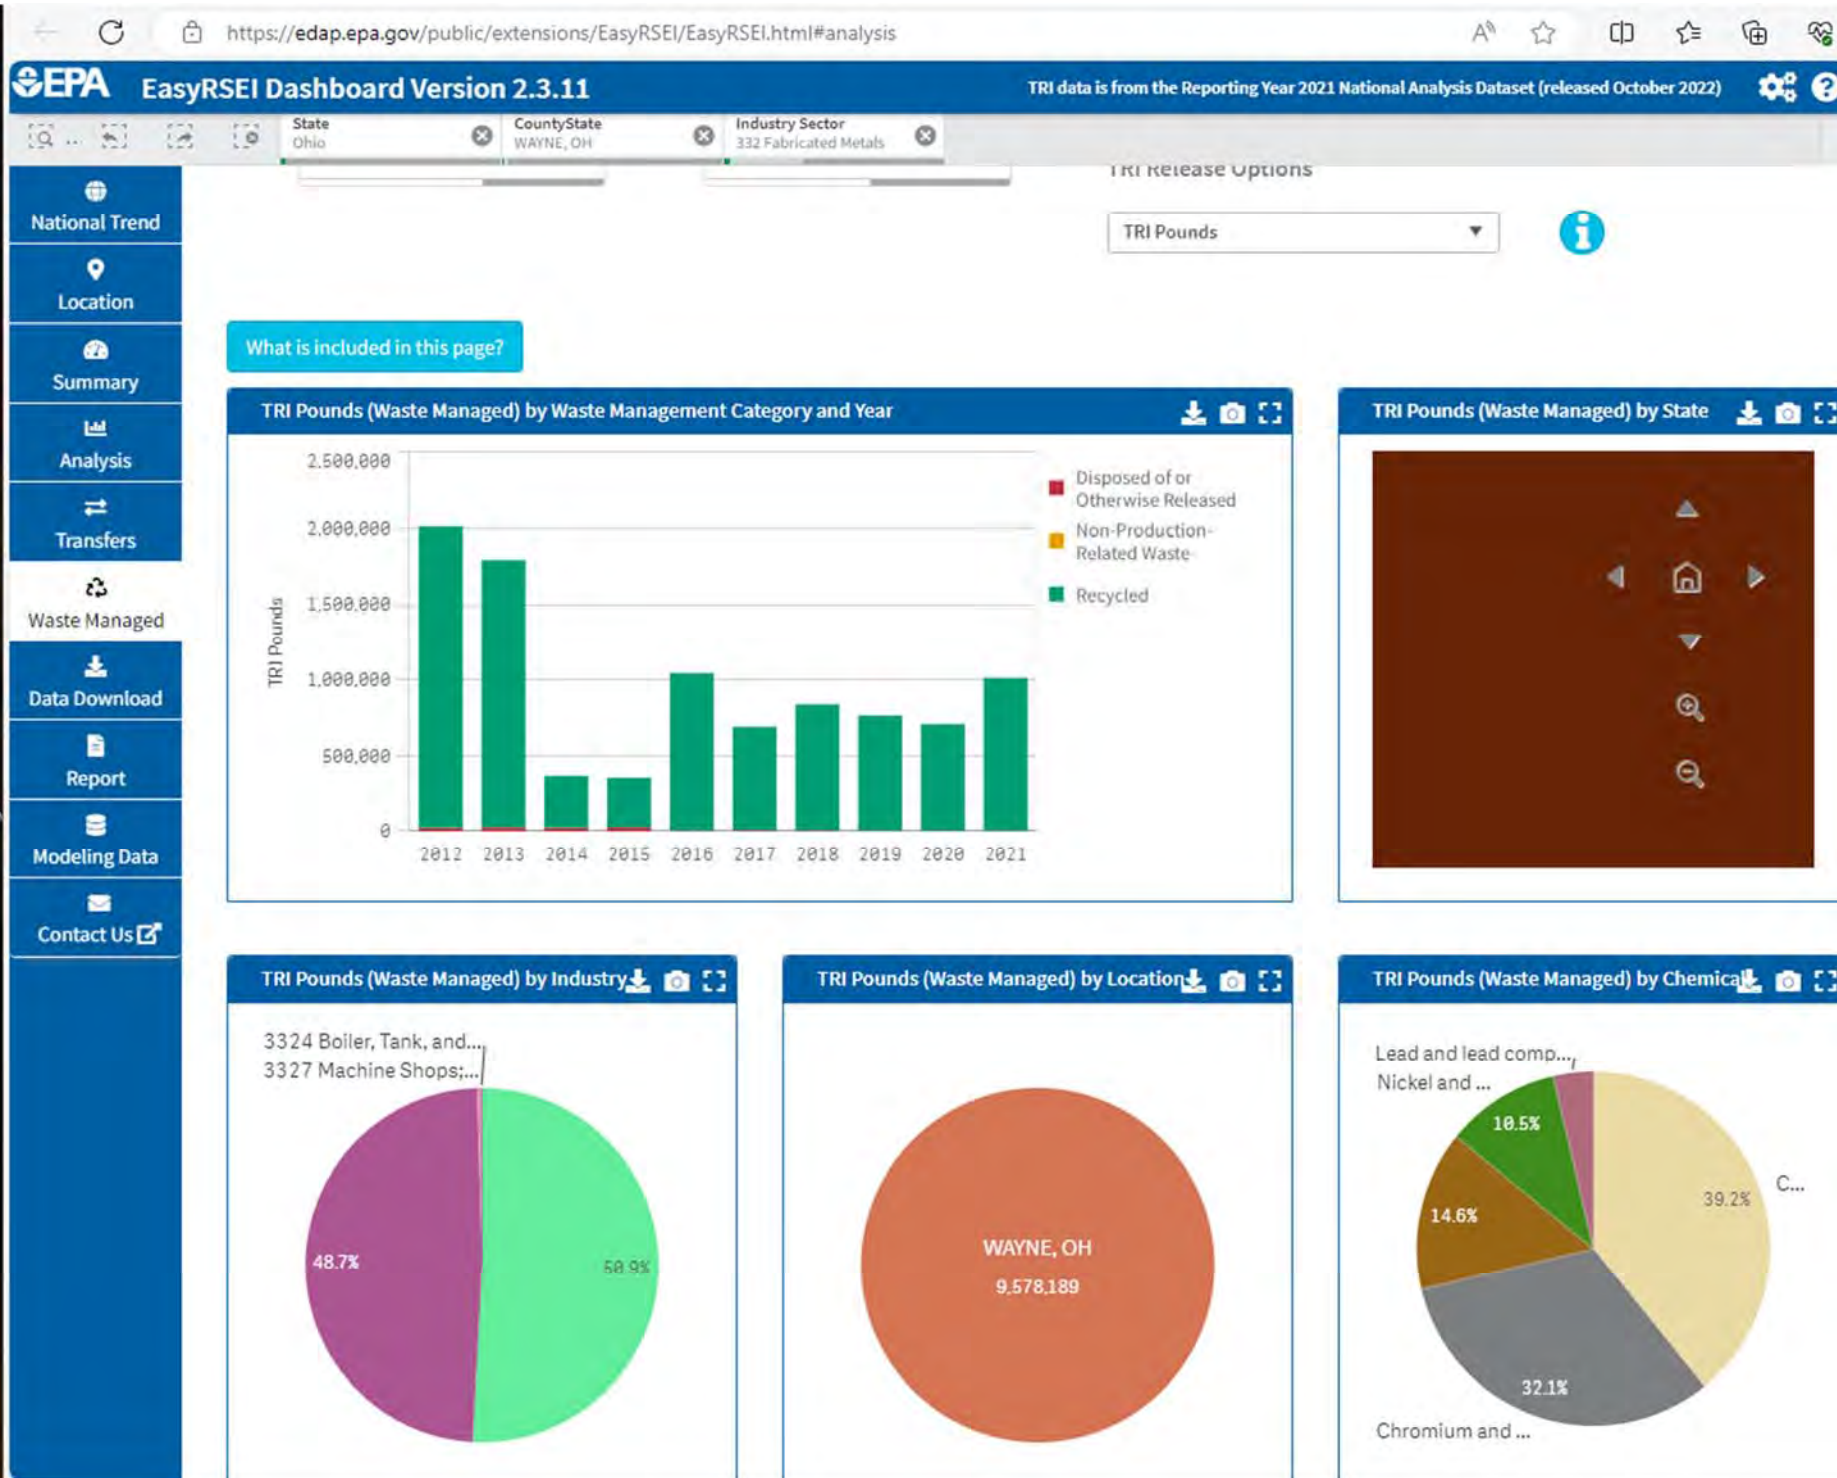 https://edap.epa.gov/public/extensions/EasyRSEI/EasyRSEI.html#analysis
EPA EasyRSEI Dashboard Version 2.3.11
TRI data is from the Reporting Year 2021 National Analysis Dataset (released October 2022)
State
Ohio
CountyState
WAYNE, OH
Industry Sector
332 Fabricated Metals
National Trend
Location
Summary
Analysis
Transfers
Waste Managed
Data Download
Report
Modeling Data
Contact Us
TRI Release Options
TRI Pounds
What is included in this page?
TRI Pounds (Waste Managed) by Waste Management Category and Year
TRI Pounds
2,500,000
2,000,000
1,500,000
1,000,000
500,000
0
2012 2013 2014 2015 2016 2017 2018 2019 2020 2021
Disposed of or
Otherwise Released
Non-Production-
Related Waste
Recycled
TRI Pounds (Waste Managed) by State
TRI Pounds (Waste Managed) by Industry
3324 Boiler, Tank, and...
3327 Machine Shops;...
48.7%
50.9%
TRI Pounds (Waste Managed) by Location
WAYNE, OH
9,578,189
TRI Pounds (Waste Managed) by Chemical
Lead and lead comp...
Nickel and ...
10.5%
14.6%
39.2%
C...
32.1%
Chromium and ...